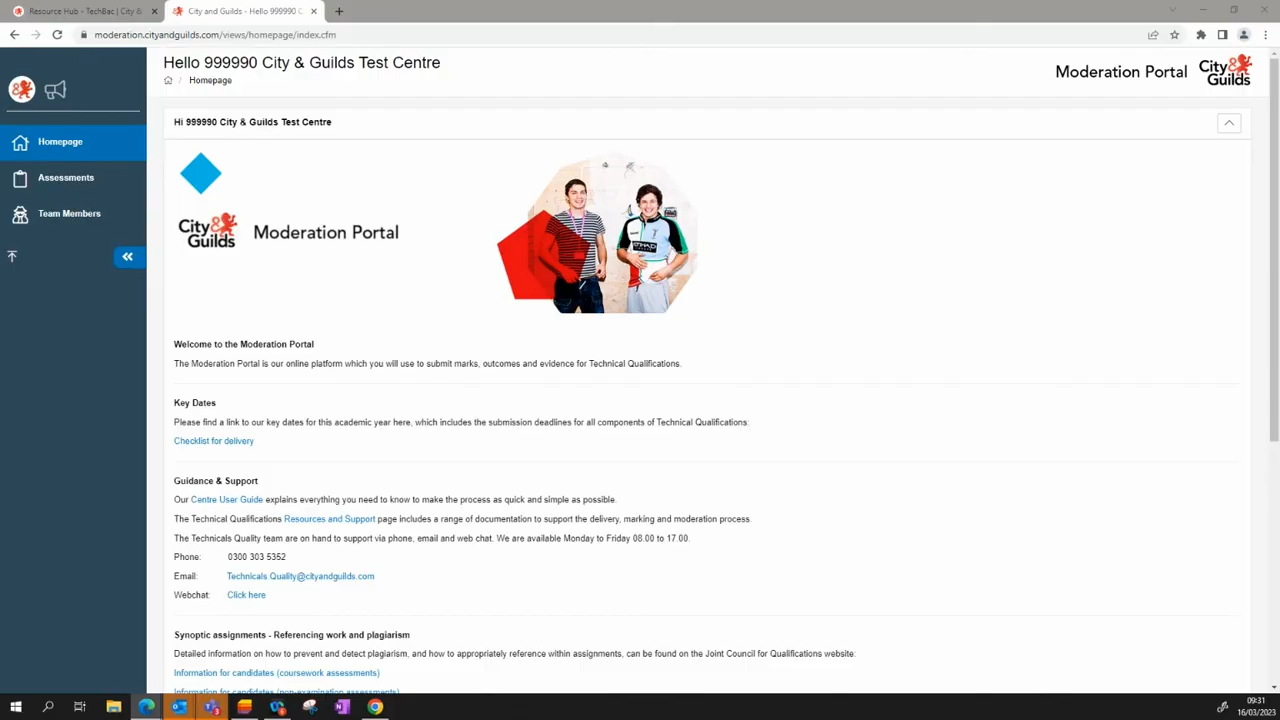 Resource Hub - TechBac | City &
City and Guilds - Hello 999990 C
moderation.cityandguilds.com/views/homepage/index.cfm
Hello 999990 City & Guilds Test Centre
/ Homepage
Moderation Portal
City & Guilds
Homepage
Assessments
Team Members
Hi 999990 City & Guilds Test Centre
City & Guilds
Moderation Portal
ETIHAD
Welcome to the Moderation Portal
The Moderation Portal is our online platform which you will use to submit marks, outcomes and evidence for Technical Qualifications.
Key Dates
Please find a link to our key dates for this academic year here, which includes the submission deadlines for all components of Technical Qualifications:
Checklist for delivery
Guidance & Support
Our Centre User Guide explains everything you need to know to make the process as quick and simple as possible.
The Technical Qualifications Resources and Support page includes a range of documentation to support the delivery, marking and moderation process.
The Technicals Quality team are on hand to support via phone, email and web chat. We are available Monday to Friday 08.00 to 17.00.
Phone: 0300 303 5352
Email: Technicals.Quality@cityandguilds.com
Webchat: Click here
Synoptic assignments - Referencing work and plagiarism
Detailed information on how to prevent and detect plagiarism, and how to appropriately reference within assignments, can be found on the Joint Council for Qualifications website:
Information for candidates (coursework assessments)
Information for candidates (non-examination assessments)
09:31
16/03/2023